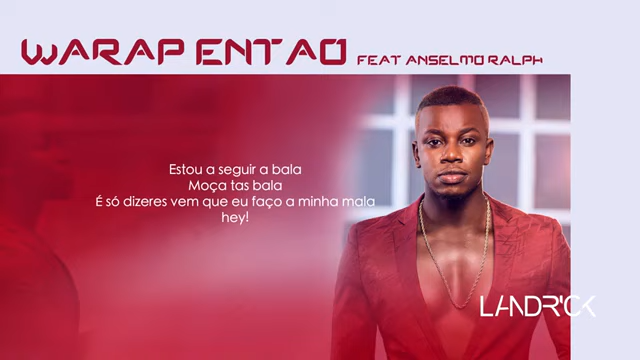 WARAP ENTAO FEAT ANSELMO RALPH
Estou a seguir a bala
Moça tas bala
É só dizeres vem que eu faço a minha mala
hey!
LANDRICK